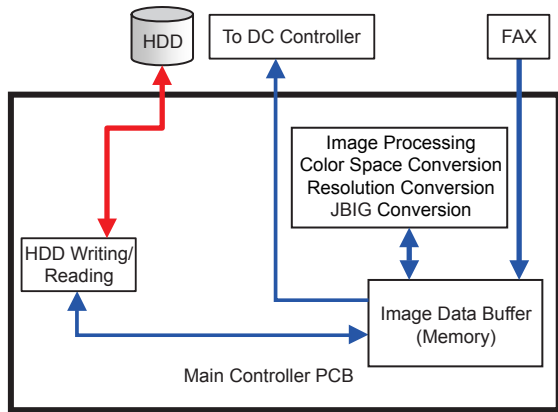 HDD
To DC Controller
FAX
Image Processing
Color Space Conversion
Resolution Conversion
JBIG Conversion
HDD Writing/
Reading
Image Data Buffer
(Memory)
Main Controller PCB